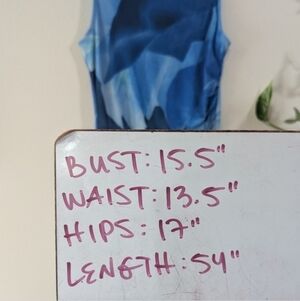 BUST: 15.5"
WAIST: 13.5"
HIPS: 17"
LENGTH: 54"